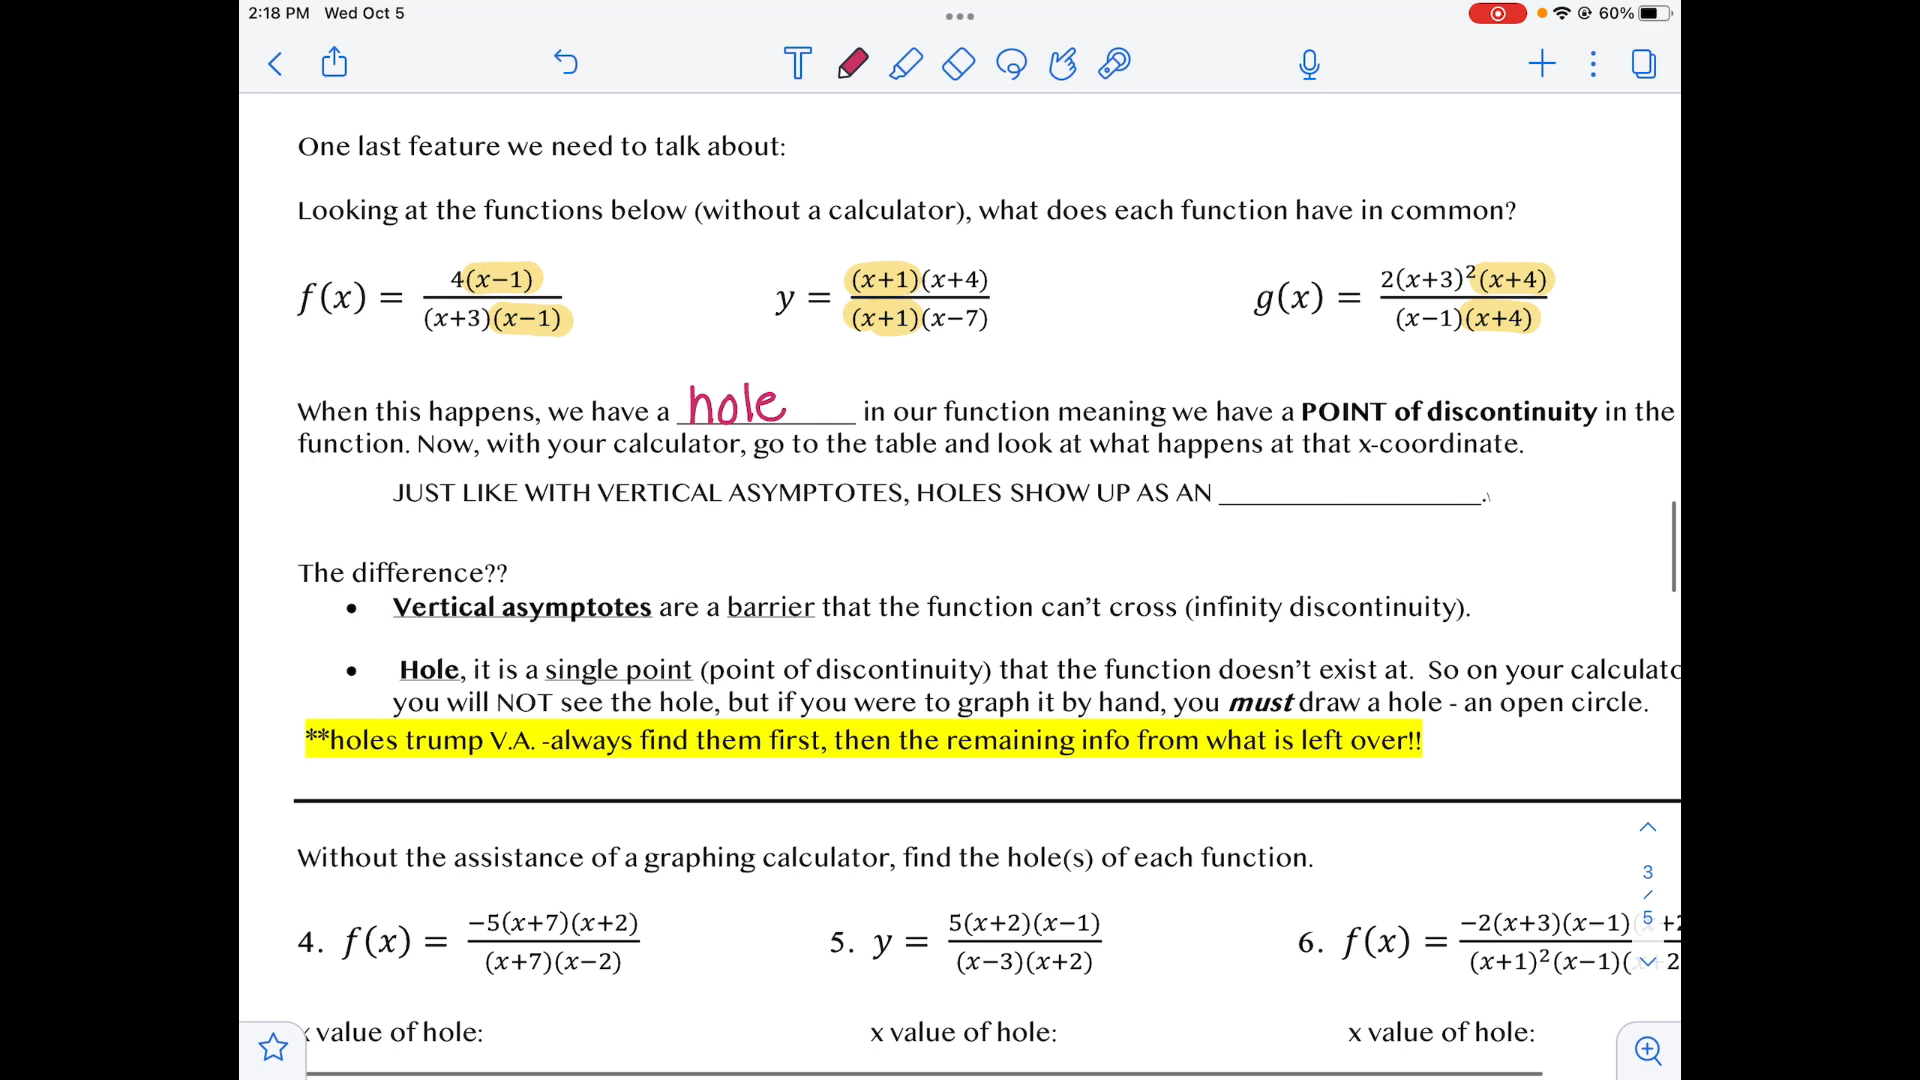 2:18 PM Wed Oct 5
60%
One last feature we need to talk about:
Looking at the functions below (without a calculator), what does each function have in common?
f(x) = 4(x−1) / (x+3)(x−1)
y = (x+1)(x+4) / (x+1)(x−7)
g(x) = 2(x+3)²(x+4) / (x−1)(x+4)
When this happens, we have a hole in our function meaning we have a POINT of discontinuity in the
function. Now, with your calculator, go to the table and look at what happens at that x-coordinate.
JUST LIKE WITH VERTICAL ASYMPTOTES, HOLES SHOW UP AS AN ____________________.\
The difference??
• Vertical asymptotes are a barrier that the function can't cross (infinity discontinuity).
• Hole, it is a single point (point of discontinuity) that the function doesn't exist at. So on your calculato
you will NOT see the hole, but if you were to graph it by hand, you must draw a hole - an open circle.
**holes trump V.A. -always find them first, then the remaining info from what is left over!!
Without the assistance of a graphing calculator, find the hole(s) of each function.
4. f(x) = −5(x+7)(x+2) / (x+7)(x−2)
5. y = 5(x+2)(x−1) / (x−3)(x+2)
6. f(x) = −2(x+3)(x−1)(x+2 / (x+1)²(x−1)(x+2
3
/
5
x value of hole:
x value of hole:
x value of hole: